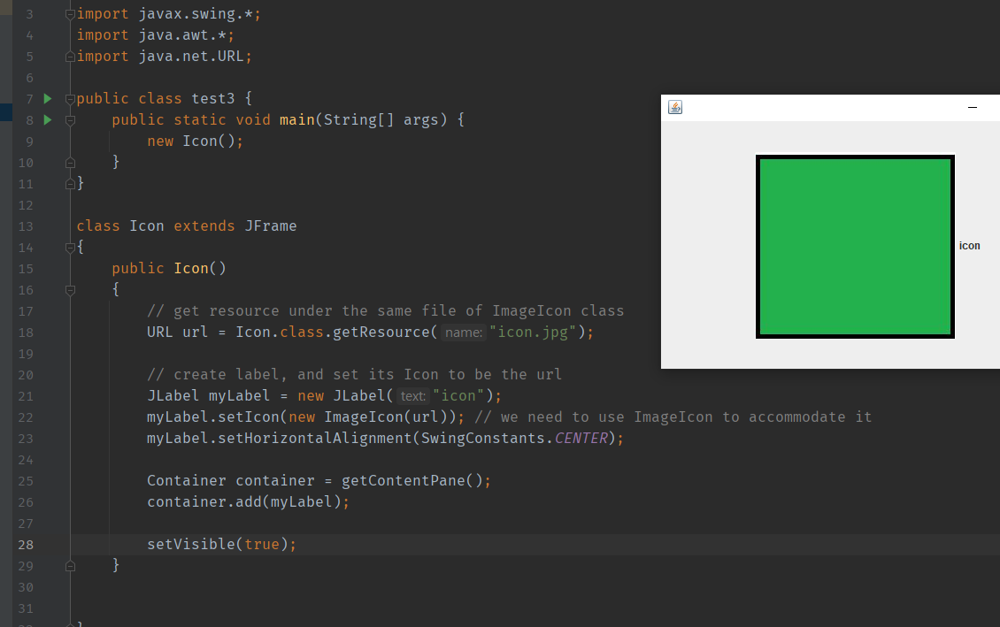 3 import javax.swing.*;
4 import java.awt.*;
5 import java.net.URL;
6
7 public class test3 {
8 public static void main(String[] args) {
9 new Icon();
10 }
11 }
12
13 class Icon extends JFrame
14 {
15 public Icon()
16 {
17 // get resource under the same file of ImageIcon class
18 URL url = Icon.class.getResource( name: "icon.jpg");
19
20 // create label, and set its Icon to be the url
21 JLabel myLabel = new JLabel( text: "icon");
22 myLabel.setIcon(new ImageIcon(url)); // we need to use ImageIcon to accommodate it
23 myLabel.setHorizontalAlignment(SwingConstants.CENTER);
24
25 Container container = getContentPane();
26 container.add(myLabel);
27
28 setVisible(true);
29 }
30
31
icon